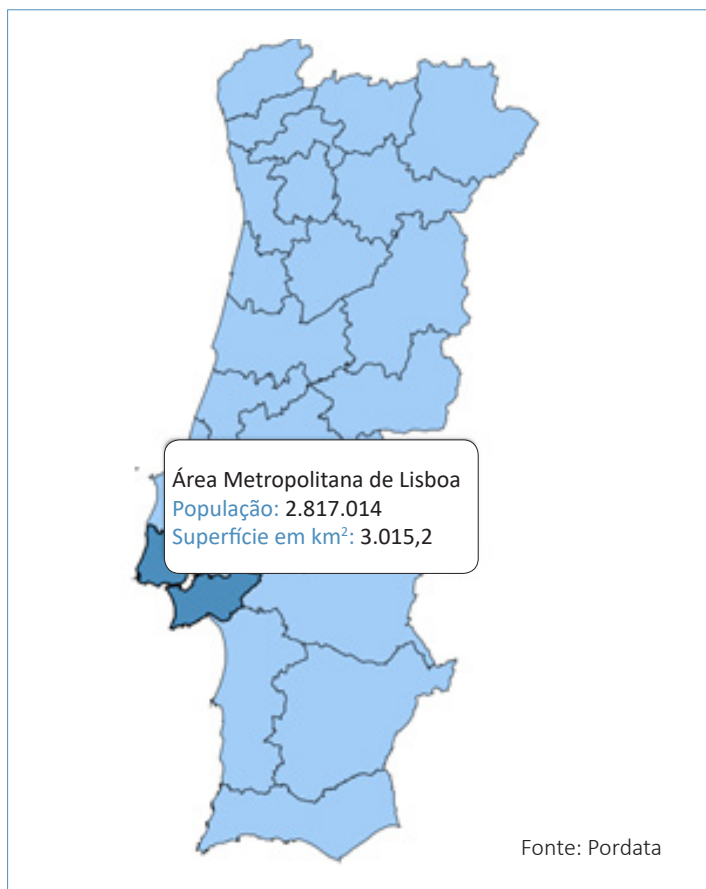 Área Metropolitana de Lisboa
População: 2.817.014
Superfície em km²: 3.015,2
Fonte: Pordata